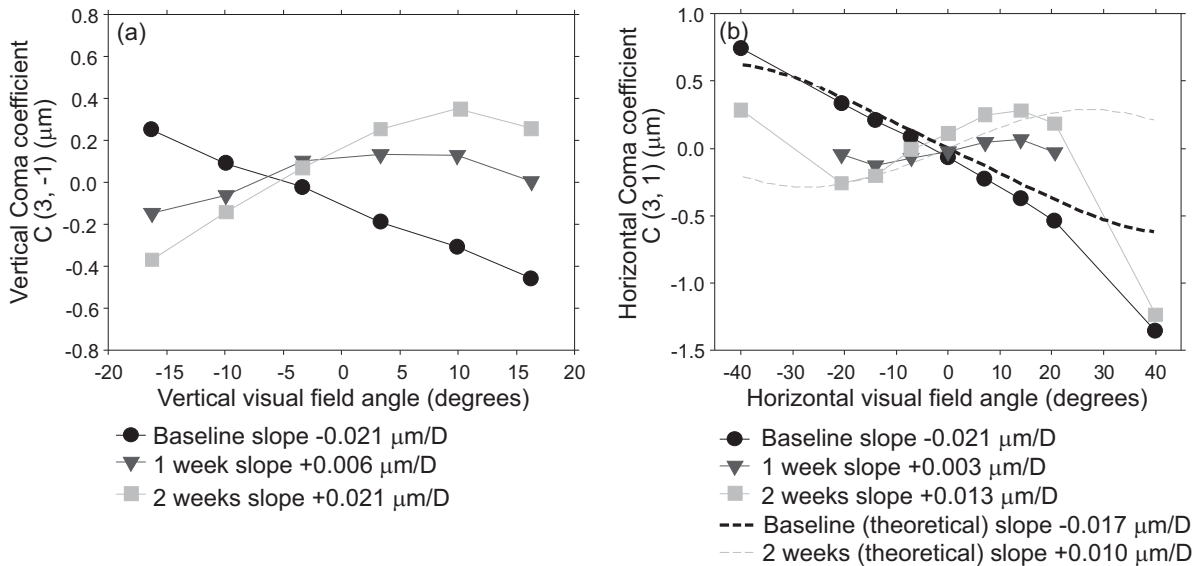 (a)
0.8
0.6
0.4
0.2
0.0
-0.2
-0.4
-0.6
-0.8
Vertical Coma coefficient
C (3, -1) (μm)
-20 -15 -10 -5 0 5 10 15 20
Vertical visual field angle (degrees)
Baseline slope -0.021 μm/D
1 week slope +0.006 μm/D
2 weeks slope +0.021 μm/D
(b)
1.0
0.5
0.0
-0.5
-1.0
-1.5
Horizontal Coma coefficient
C (3, 1) (μm)
-40 -30 -20 -10 0 10 20 30 40
Horizontal visual field angle (degrees)
Baseline slope -0.021 μm/D
1 week slope +0.003 μm/D
2 weeks slope +0.013 μm/D
Baseline (theoretical) slope -0.017 μm/D
2 weeks (theoretical) slope +0.010 μm/D